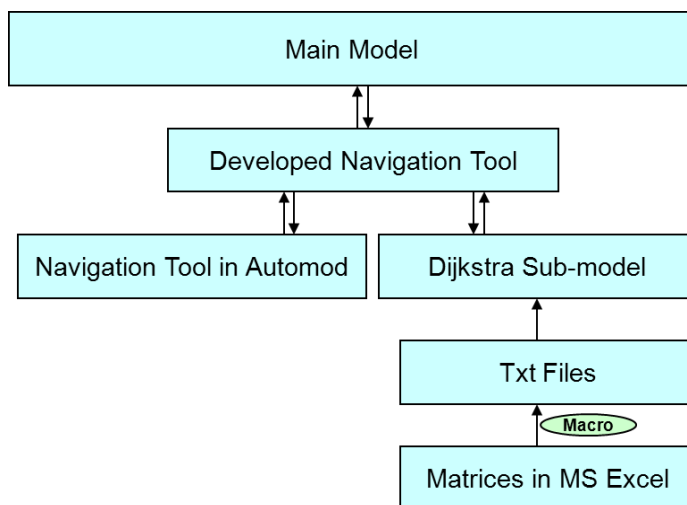 Main Model
Developed Navigation Tool
Navigation Tool in Automod
Dijkstra Sub-model
Txt Files
Macro
Matrices in MS Excel